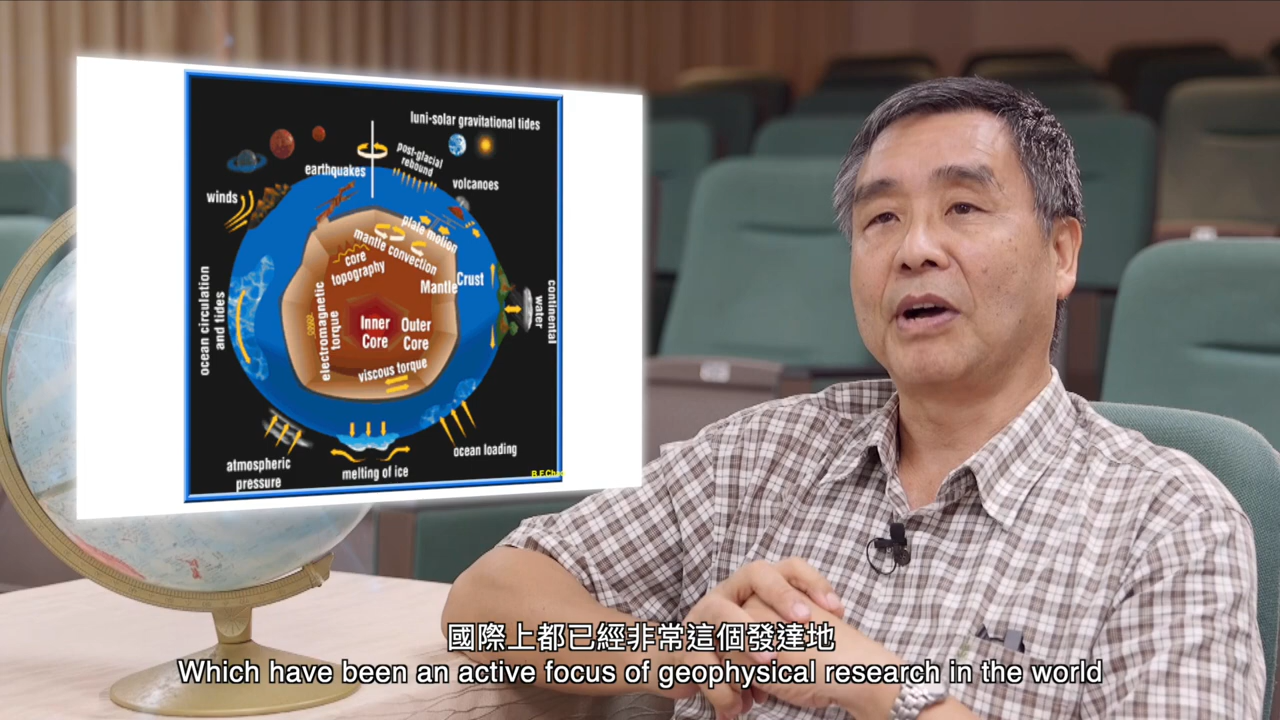 luni-solar gravitational tides
earthquakes
post-glacial
rebound
volcanoes
winds
plate motion
mantle convection
core
topography
Mantle
Crust
ocean circulation
and tides
electromagnetic
torque
Inner
Core
Outer
Core
continental
water
viscous torque
atmospheric
pressure
melting of ice
ocean loading
B.F.Chao
國際上都已經非常這個發達地
Which have been an active focus of geophysical research in the world